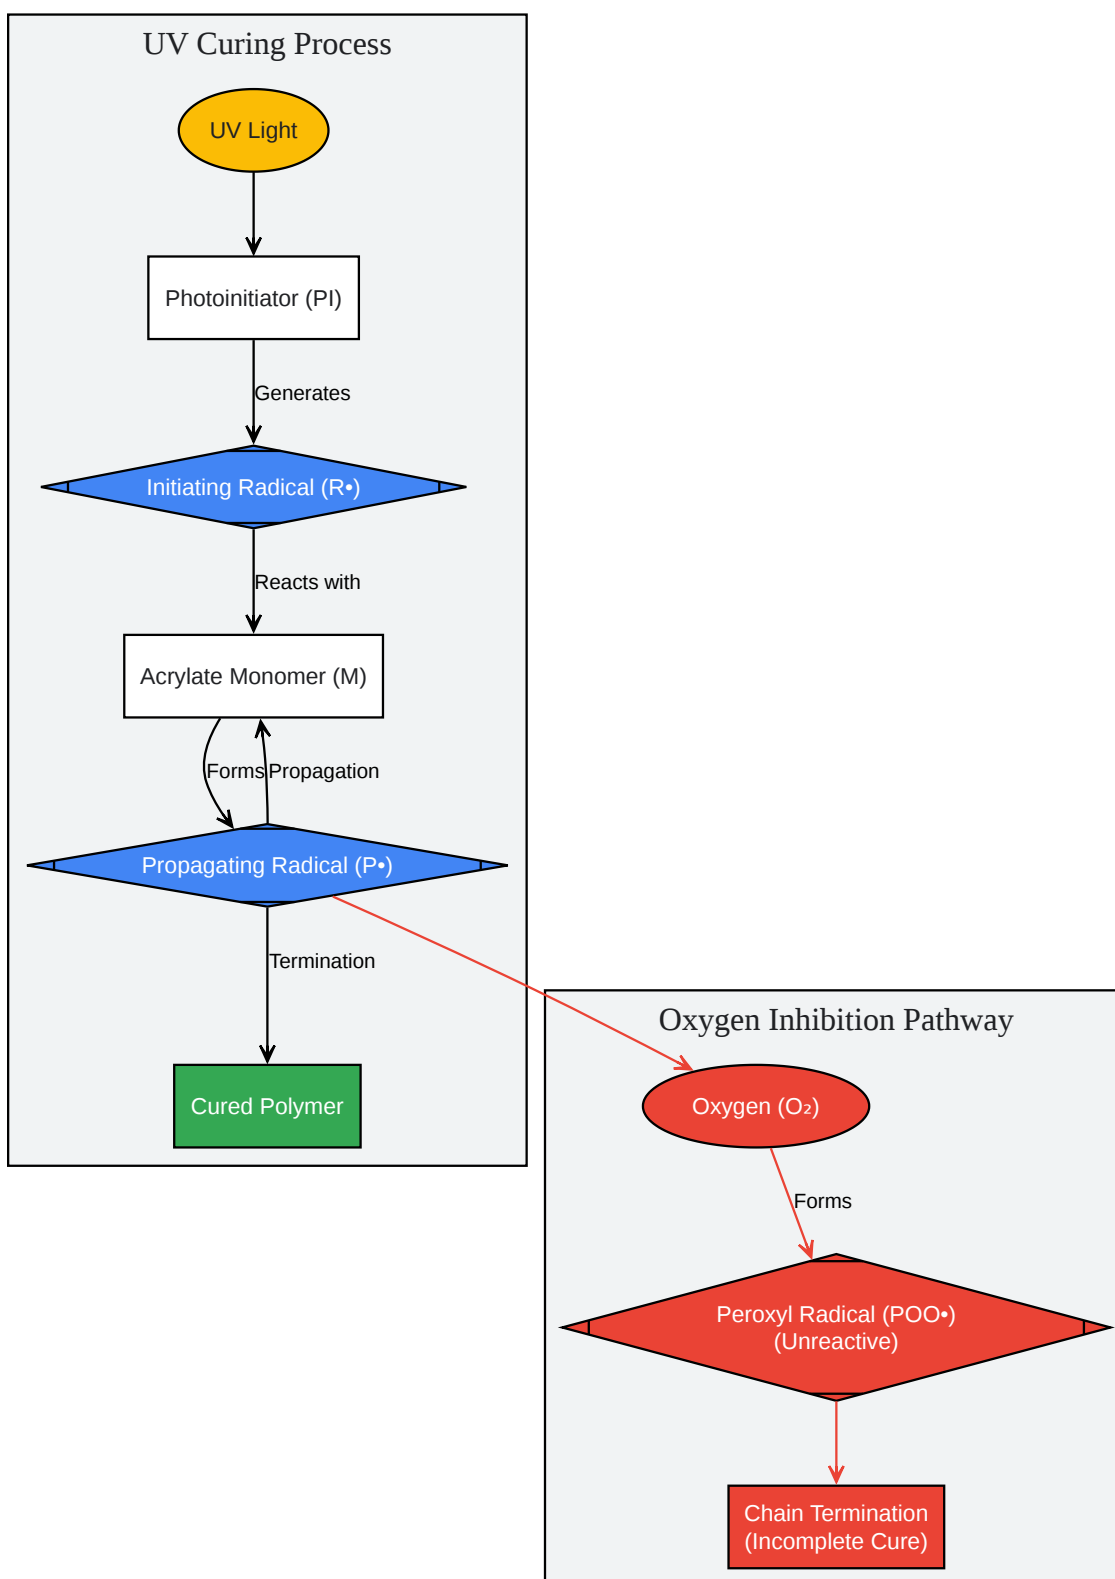 UV Curing Process
UV Light
Photoinitiator (PI)
Generates
Initiating Radical (R•)
Reacts with
Acrylate Monomer (M)
Forms
Propagation
Propagating Radical (P•)
Termination
Cured Polymer
Oxygen Inhibition Pathway
Oxygen (O₂)
Forms
Peroxyl Radical (POO•)
(Unreactive)
Chain Termination
(Incomplete Cure)